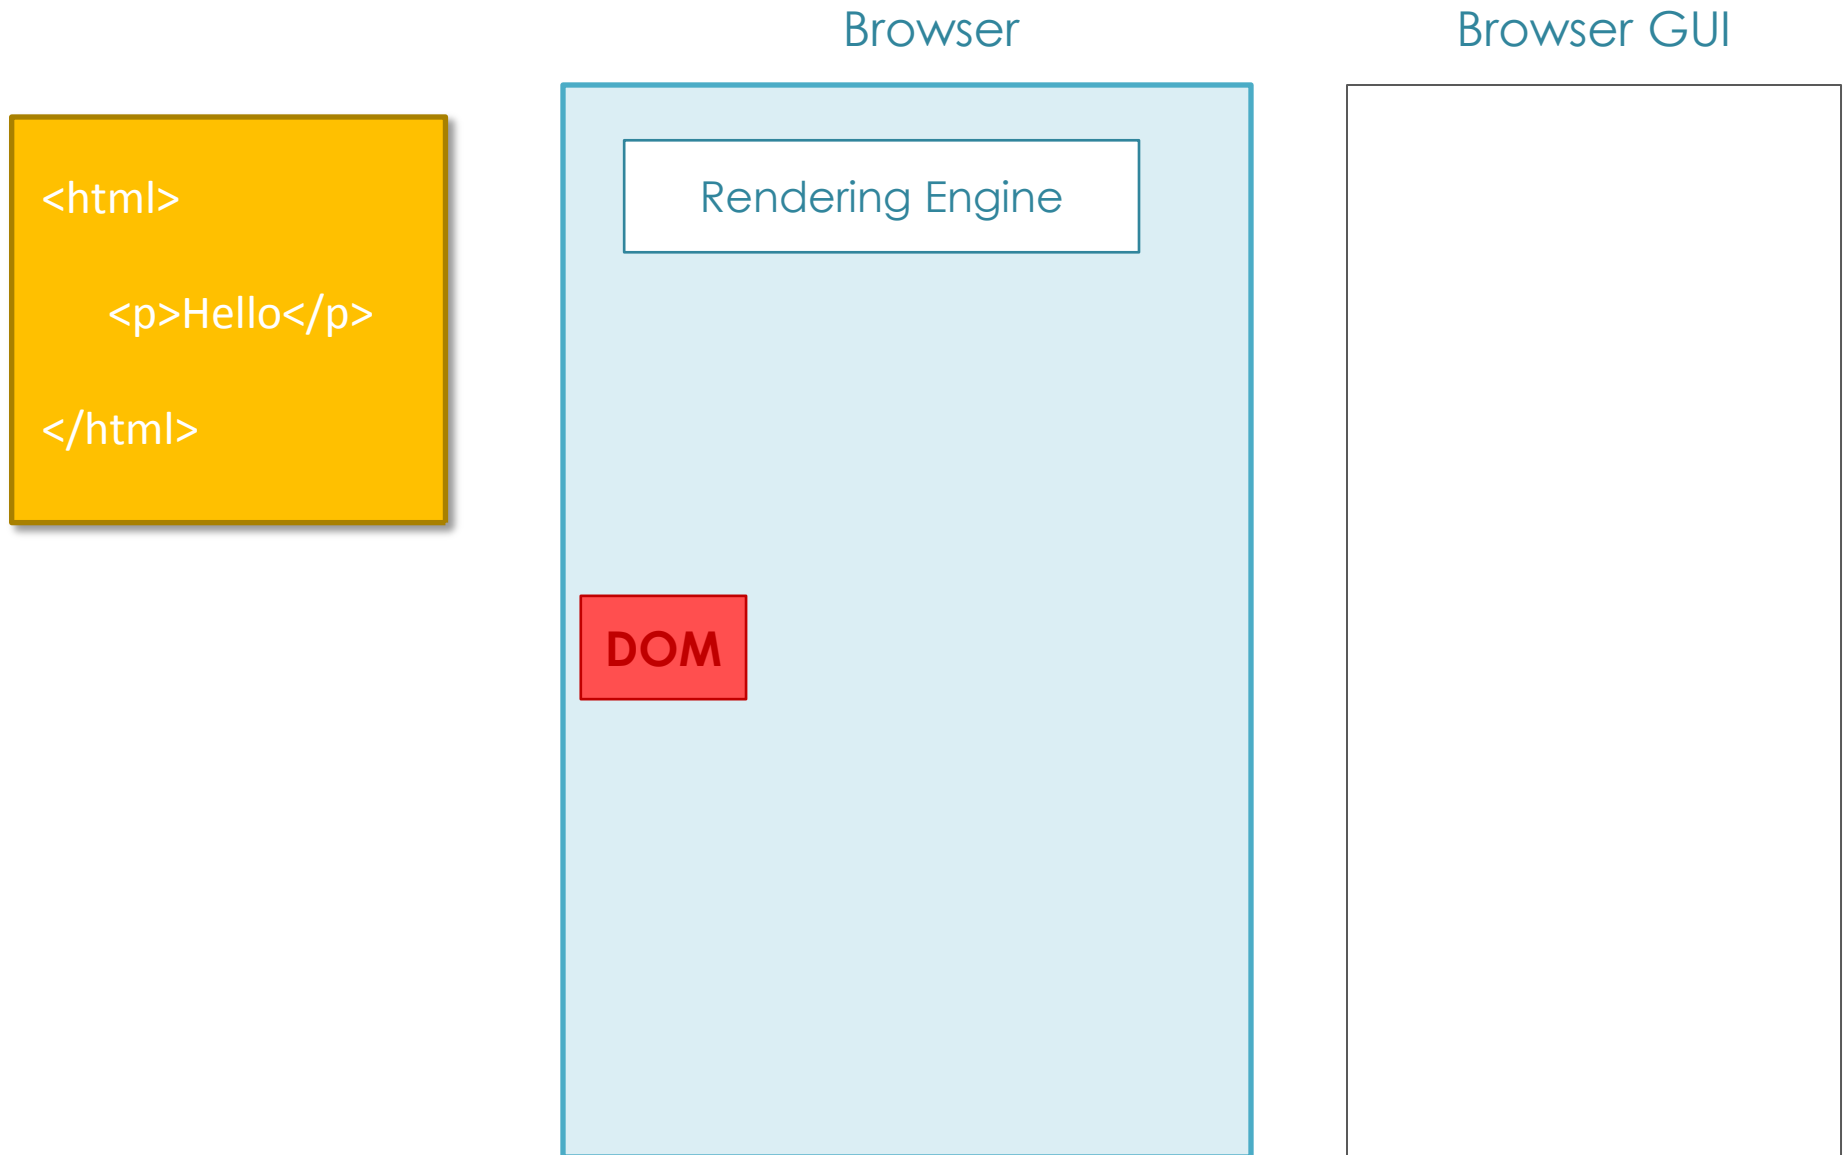 Browser
Browser GUI
<html>
<p>Hello</p>
</html>
Rendering Engine
DOM